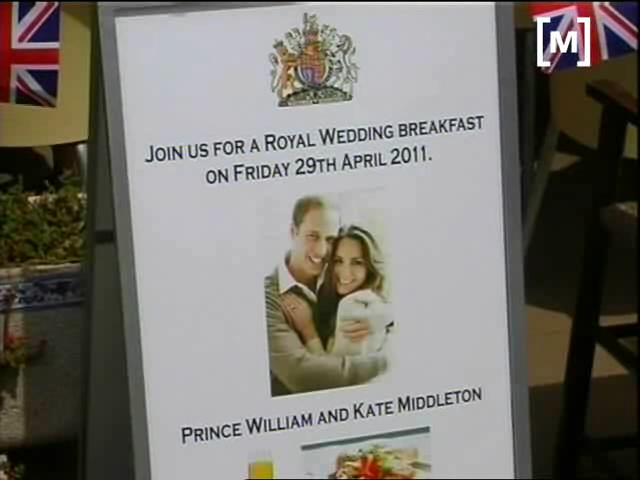 [M]
JOIN US FOR A ROYAL WEDDING BREAKFAST
ON FRIDAY 29TH APRIL 2011.
PRINCE WILLIAM AND KATE MIDDLETON